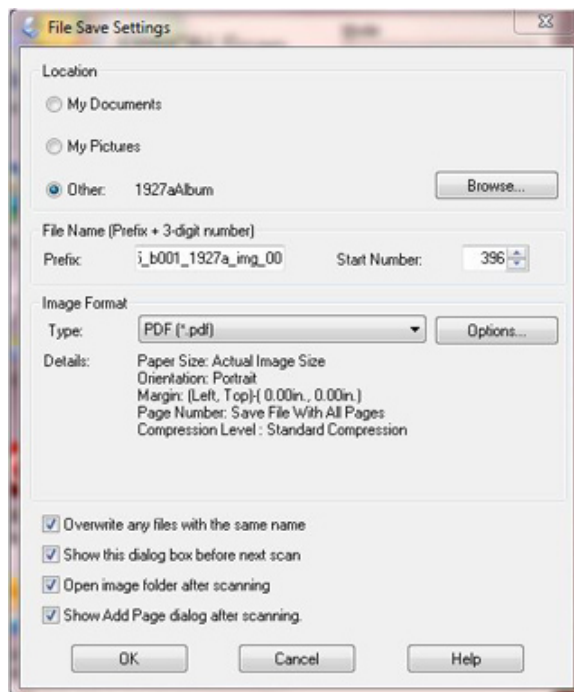 File Save Settings
Location
My Documents
My Pictures
Other: 1927aAlbum Browse...
File Name (Prefix + 3-digit number)
Prefix: 5_b001_1927a_img_00 Start Number: 396
Image Format
Type: PDF (*.pdf) Options...
Details: Paper Size: Actual Image Size
Orientation: Portrait
Margin: (Left, Top)-( 0.00in., 0.00in.)
Page Number: Save File With All Pages
Compression Level : Standard Compression
Overwrite any files with the same name
Show this dialog box before next scan
Open image folder after scanning
Show Add Page dialog after scanning.
OK Cancel Help